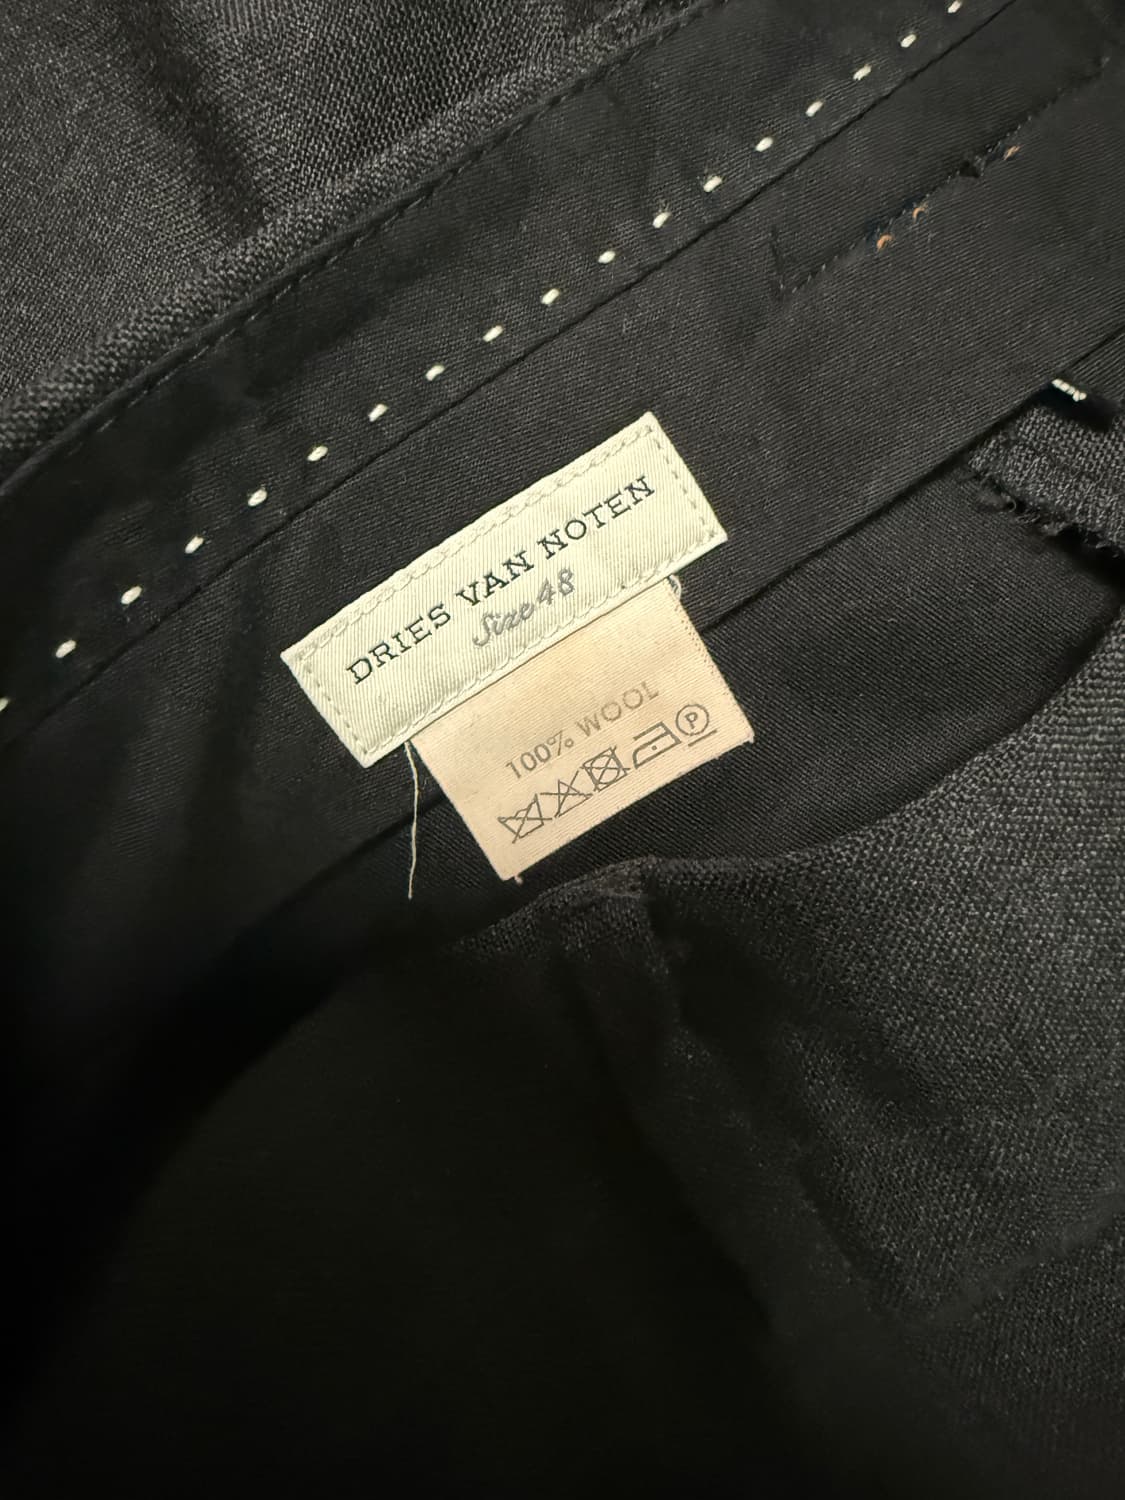 DRIES VAN NOTEN
Size 48
100% WOOL
P